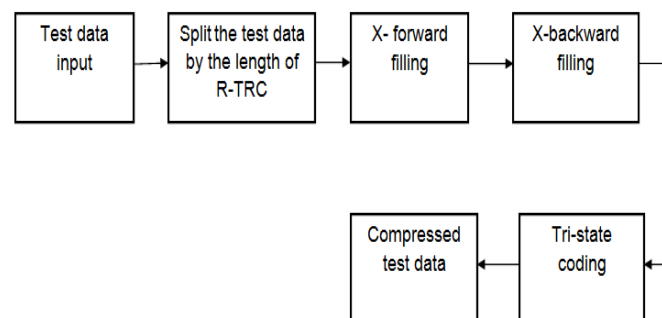 Test data
input
Split the test data
by the length of
R-TRC
X- forward
filling
X-backward
filling
Compressed
test data
Tri-state
coding